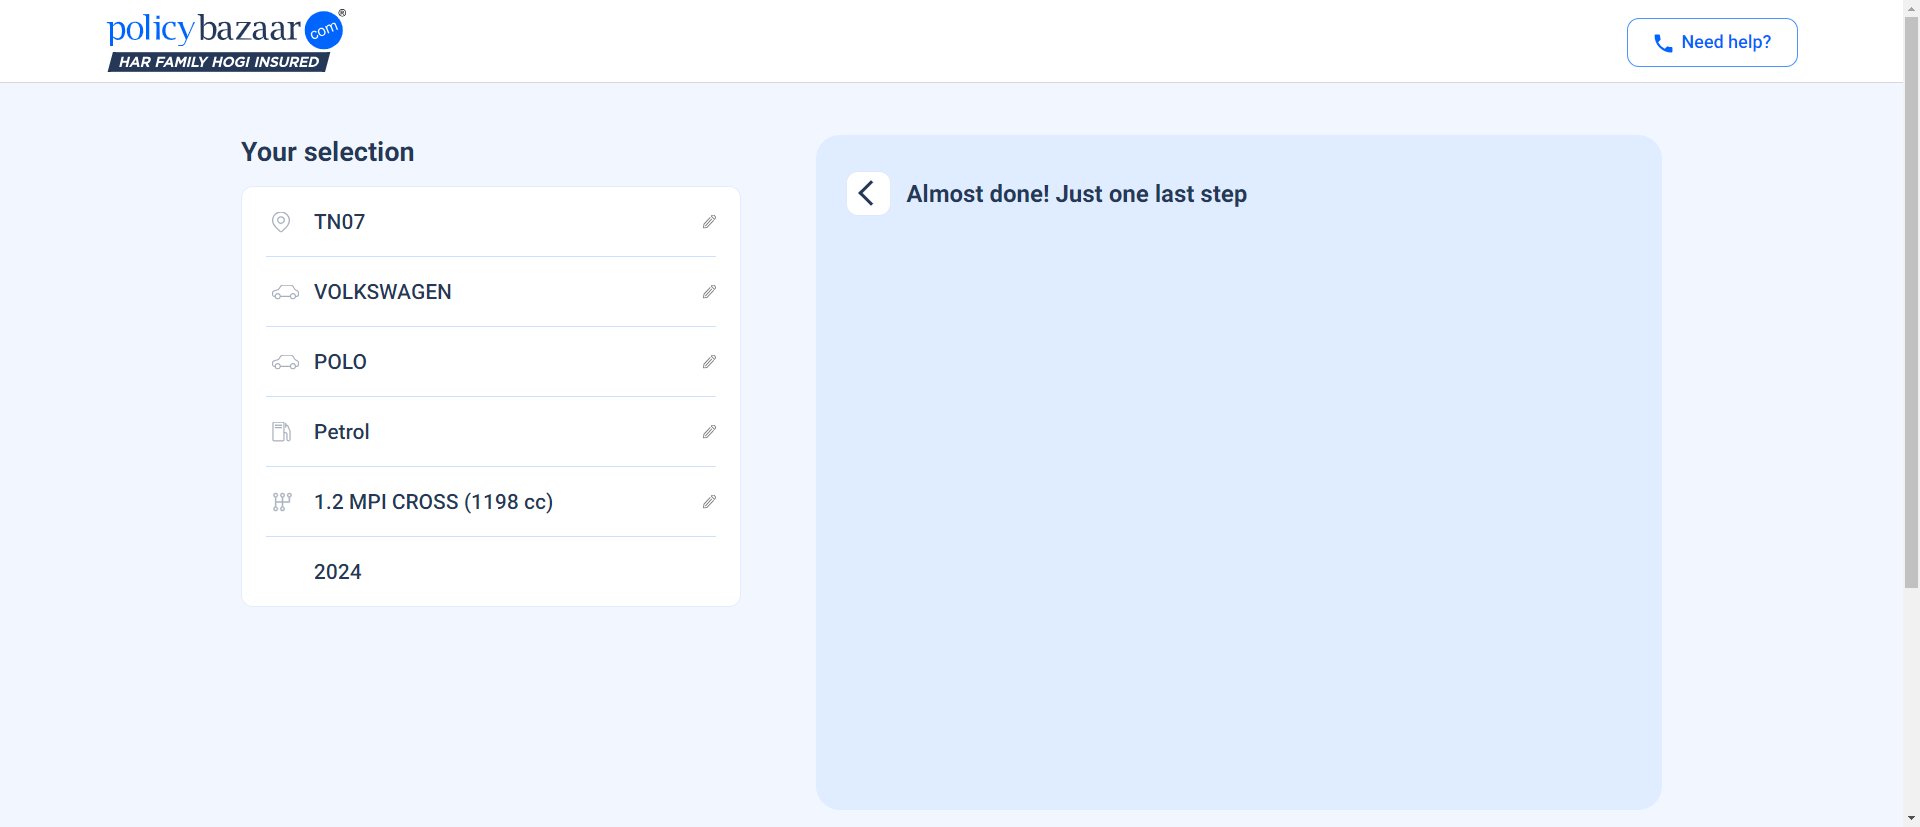 policybazaar com ®
HAR FAMILY HOGI INSURED
Need help?
Your selection
TN07
VOLKSWAGEN
POLO
Petrol
1.2 MPI CROSS (1198 cc)
2024
Almost done! Just one last step